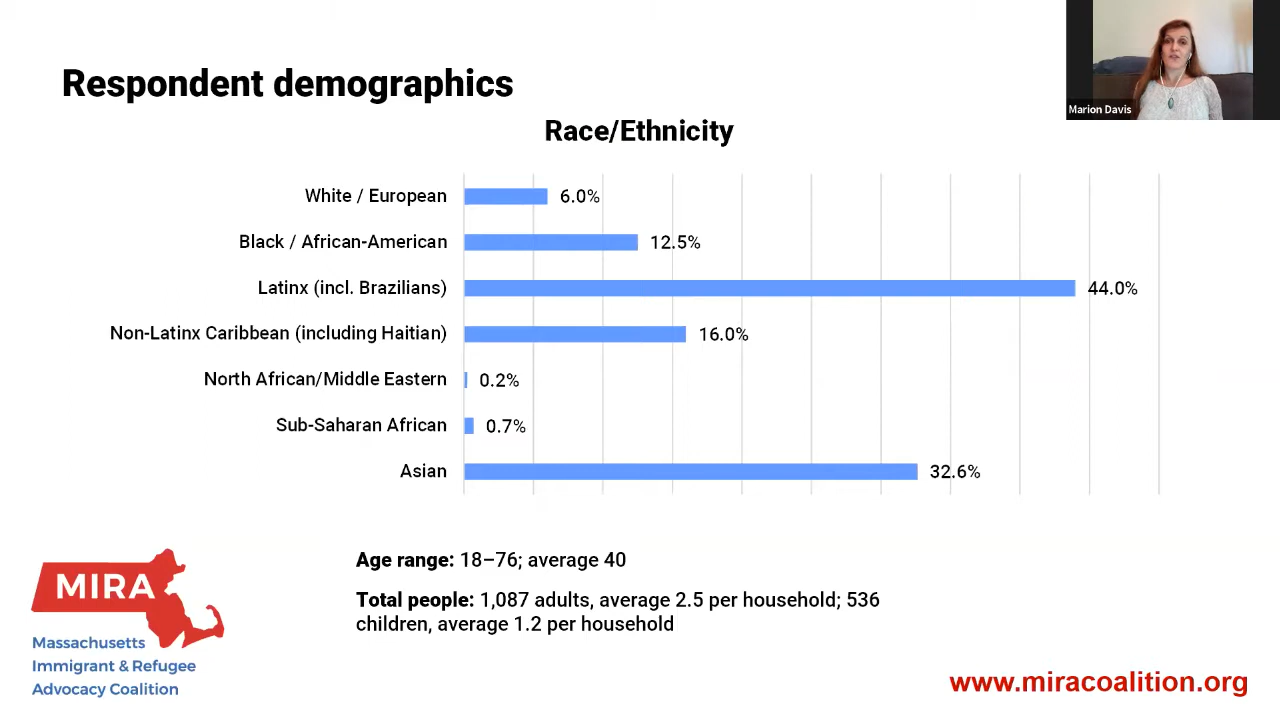 Marion Davis
Respondent demographics
Race/Ethnicity
White / European 6.0%
Black / African-American 12.5%
Latinx (incl. Brazilians) 44.0%
Non-Latinx Caribbean (including Haitian) 16.0%
North African/Middle Eastern 0.2%
Sub-Saharan African 0.7%
Asian 32.6%
Age range: 18–76; average 40
Total people: 1,087 adults, average 2.5 per household; 536
children, average 1.2 per household
MIRA
Massachusetts
Immigrant & Refugee
Advocacy Coalition
www.miracoalition.org